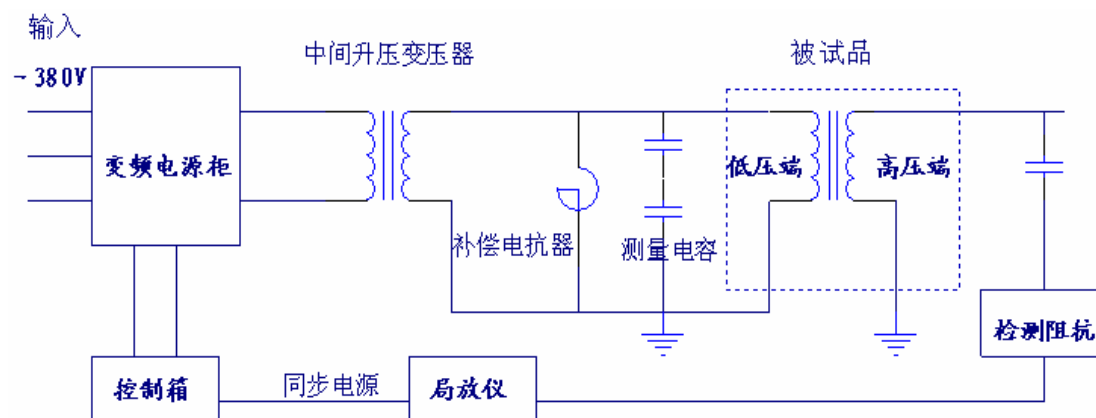 输入
~380V
中间升压变压器
被试品
变频电源柜
低压端
高压端
补偿电抗器
测量电容
检测阻抗
控制箱
同步电源
局放仪